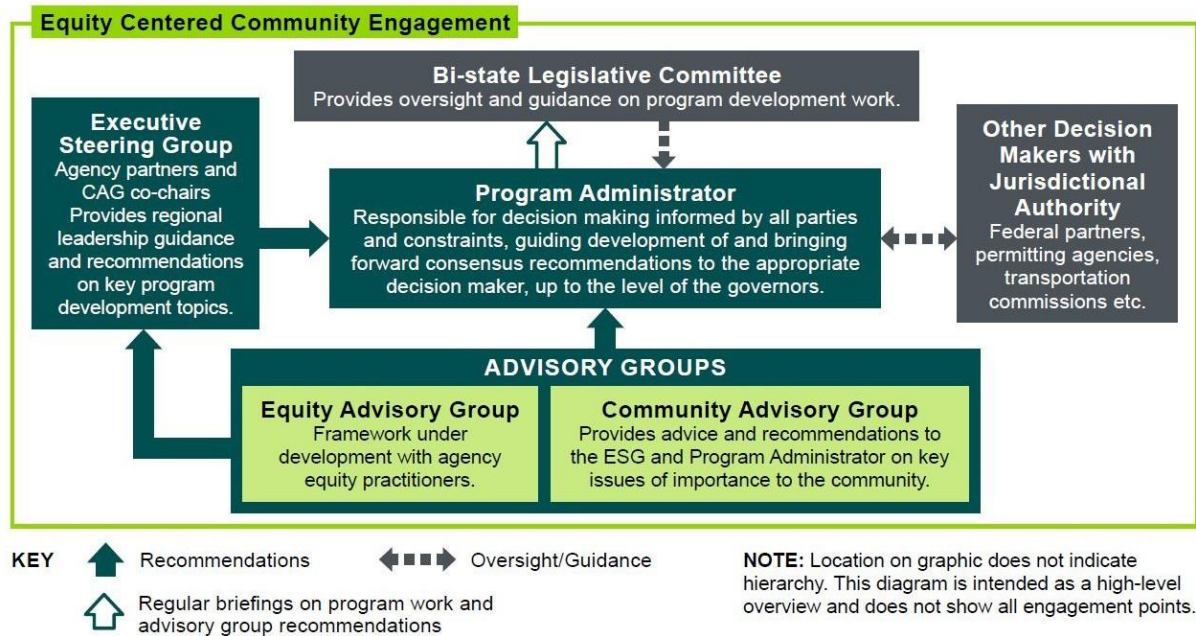 Equity Centered Community Engagement
Bi-state Legislative Committee
Provides oversight and guidance on program development work.
Executive
Steering Group
Agency partners and
CAG co-chairs
Provides regional
leadership guidance
and recommendations
on key program
development topics.
Program Administrator
Responsible for decision making informed by all parties
and constraints, guiding development of and bringing
forward consensus recommendations to the appropriate
decision maker, up to the level of the governors.
Other Decision
Makers with
Jurisdictional
Authority
Federal partners,
permitting agencies,
transportation
commissions etc.
ADVISORY GROUPS
Equity Advisory Group
Framework under
development with agency
equity practitioners.
Community Advisory Group
Provides advice and recommendations to
the ESG and Program Administrator on key
issues of importance to the community.
KEY
Recommendations
Oversight/Guidance
Regular briefings on program work and
advisory group recommendations
NOTE: Location on graphic does not indicate
hierarchy. This diagram is intended as a high-level
overview and does not show all engagement points.